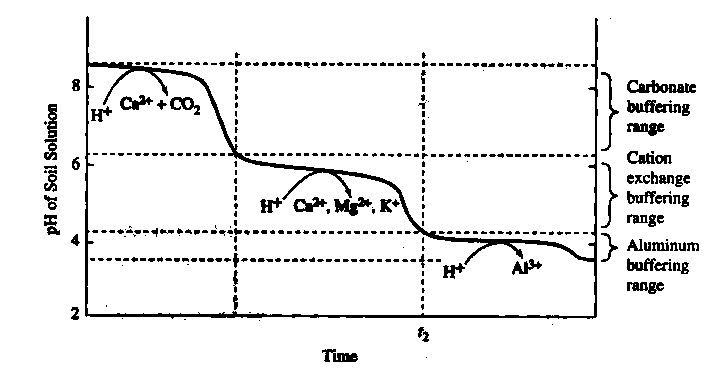 pH of Soil Solution
8
6
4
2
H⁺ Ca²⁺ + CO₂
H⁺ Ca²⁺, Mg²⁺, K⁺
H⁺ Al³⁺
Carbonate
buffering
range
Cation
exchange
buffering
range
Aluminum
buffering
range
t₂
Time